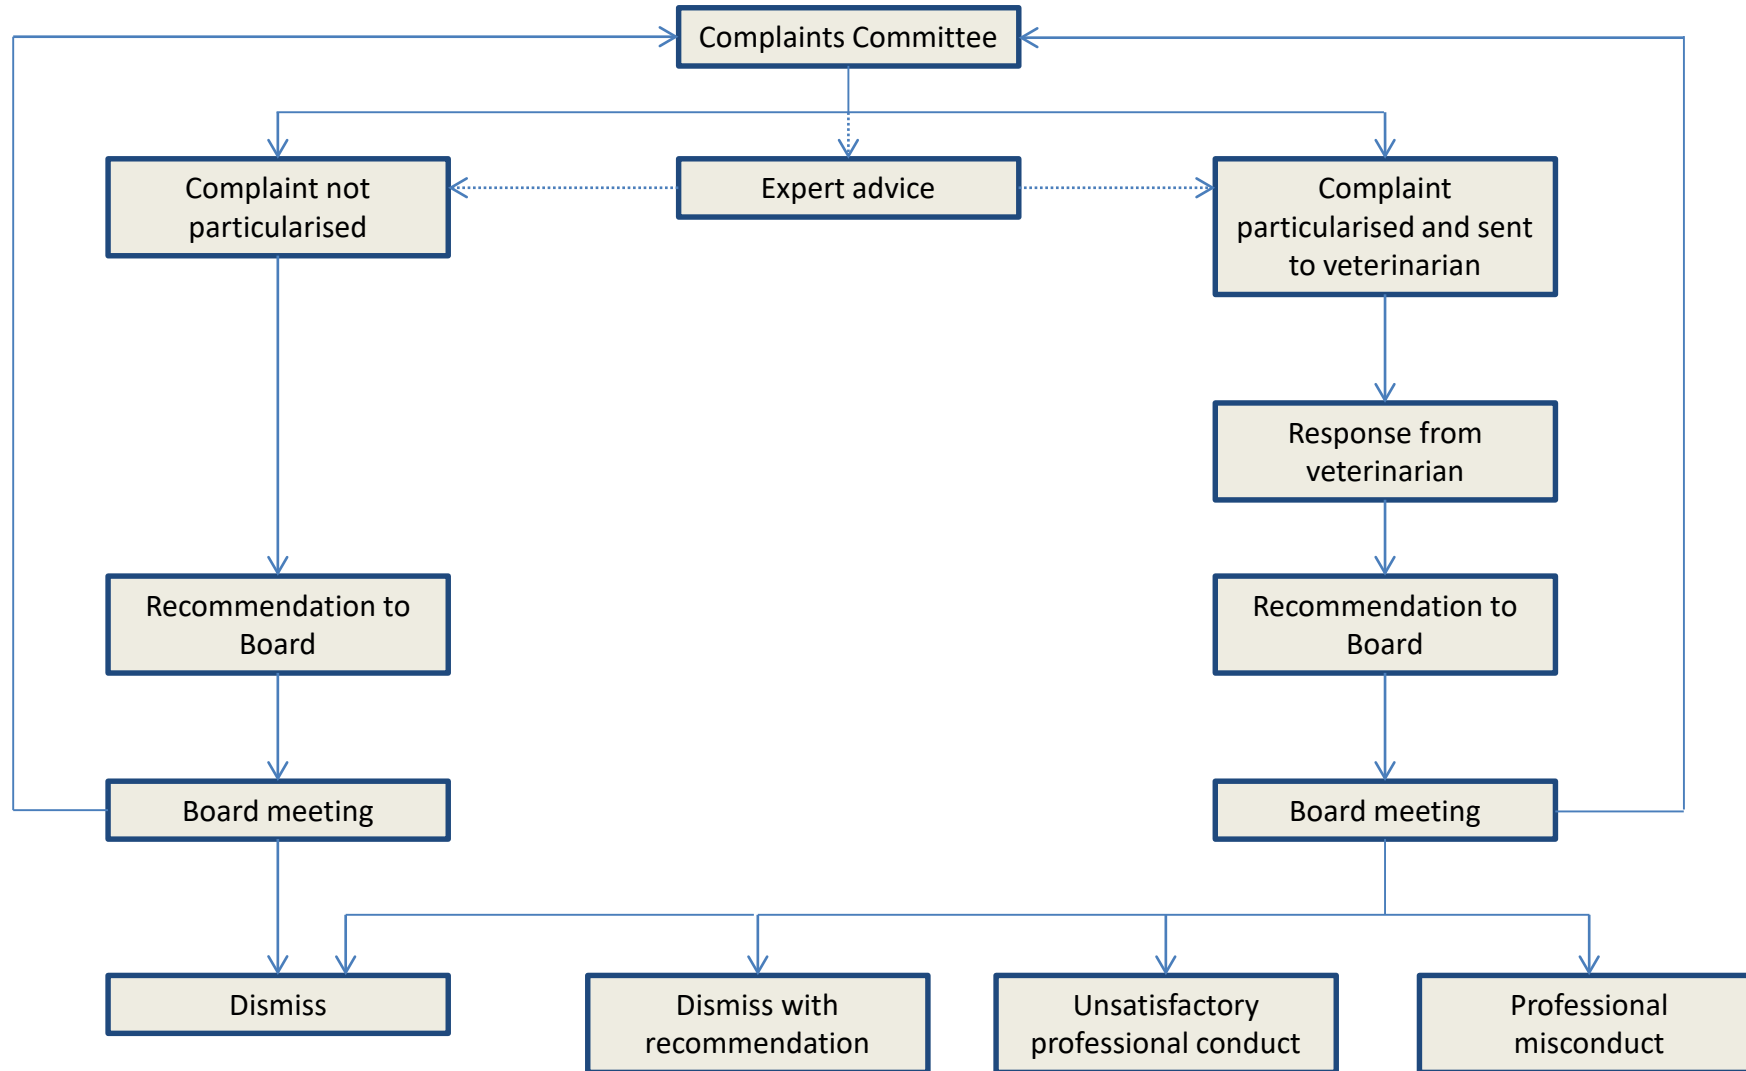 Complaints Committee
Complaint not
particularised
Expert advice
Complaint
particularised and sent
to veterinarian
Response from
veterinarian
Recommendation to
Board
Recommendation to
Board
Board meeting
Board meeting
Dismiss
Dismiss with
recommendation
Unsatisfactory
professional conduct
Professional
misconduct